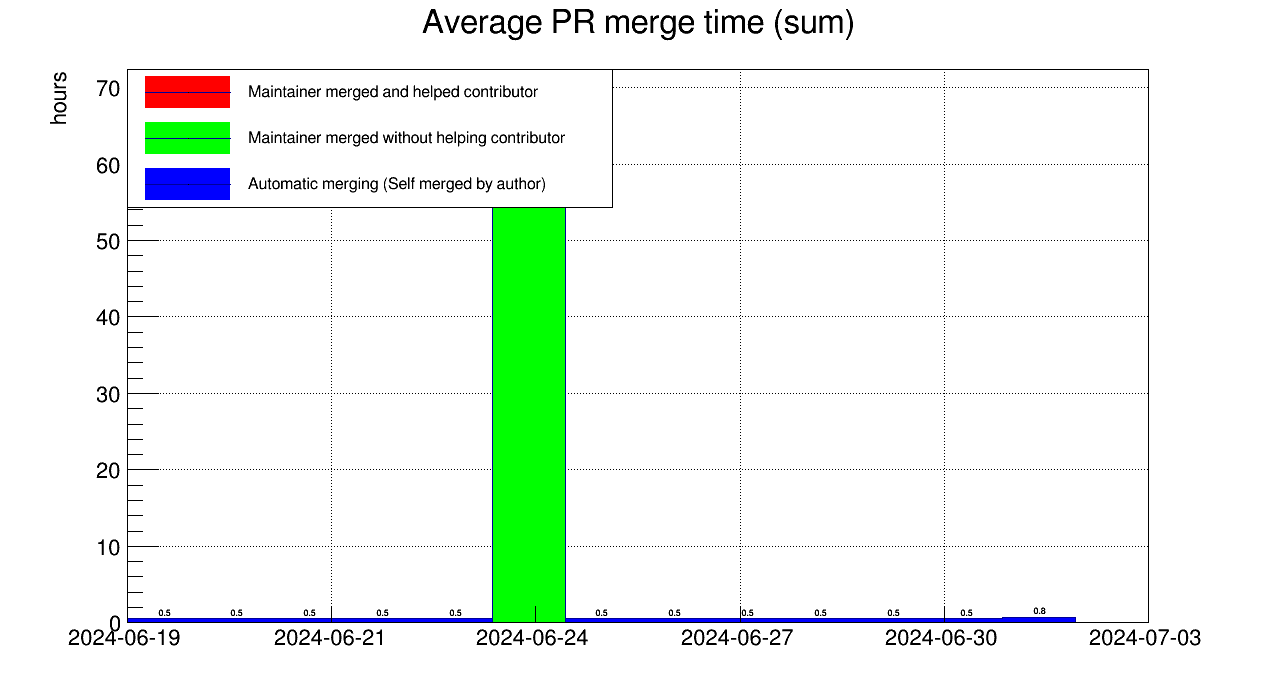 Average PR merge time (sum)
hours
70
60
50
40
30
20
10
0
Maintainer merged and helped contributor
Maintainer merged without helping contributor
Automatic merging (Self merged by author)
0.5 0.5 0.5 0.5 0.5 0.5 0.5 0.5 0.5 0.5 0.5 0.8
2024-06-19 2024-06-21 2024-06-24 2024-06-27 2024-06-30 2024-07-03